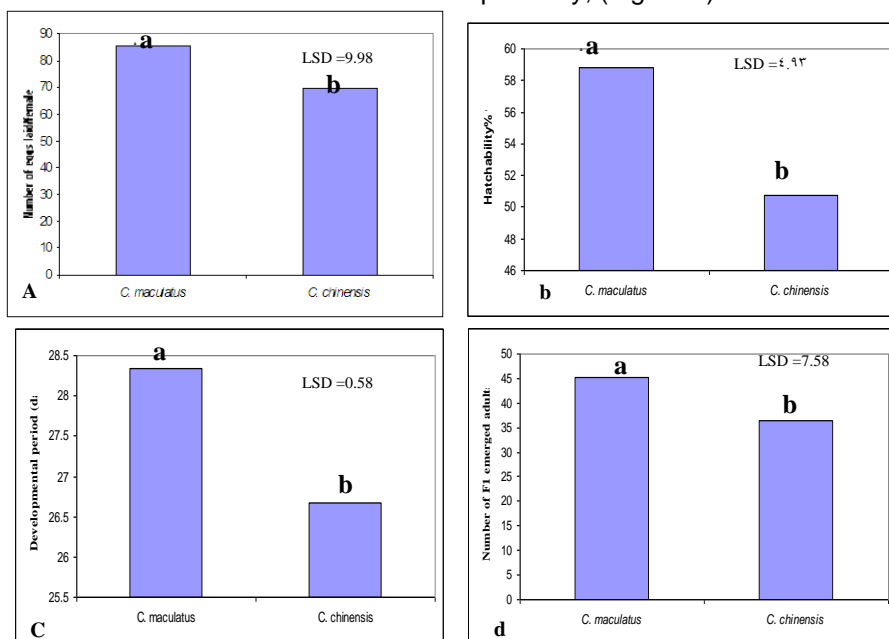 a
LSD =9.98
b
Number of eggs laid/female
90
80
70
60
50
40
30
20
10
0
C. maculatus
C. chinensis
A
a
LSD =٤.٩٣
b
Hatchability%
60
58
56
54
52
50
48
46
C. maculatus
C. chinensis
b
a
LSD =0.58
b
Developmental period (d
28.5
28
27.5
27
26.5
26
25.5
C. maculatus
C. chinensis
C
a
LSD =7.58
b
Number of F1 emerged adult
50
45
40
35
30
25
20
15
10
5
0
C. maculatus
C. chinensis
d